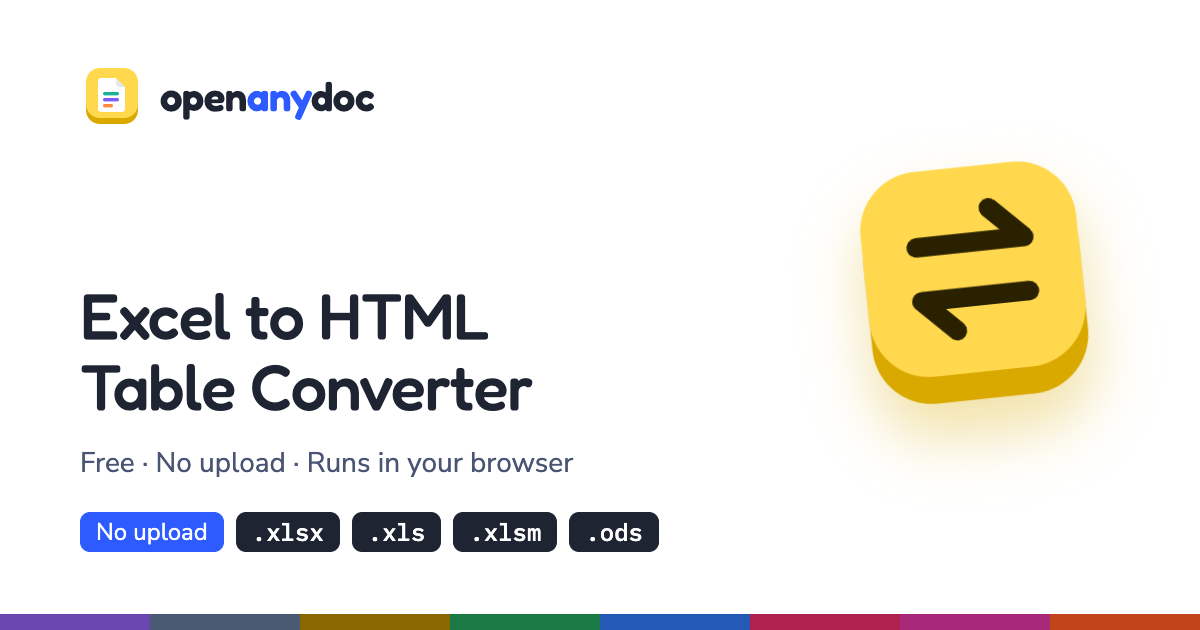 openanydoc
Excel to HTML
Table Converter
Free · No upload · Runs in your browser
No upload .xlsx .xls .xlsm .ods